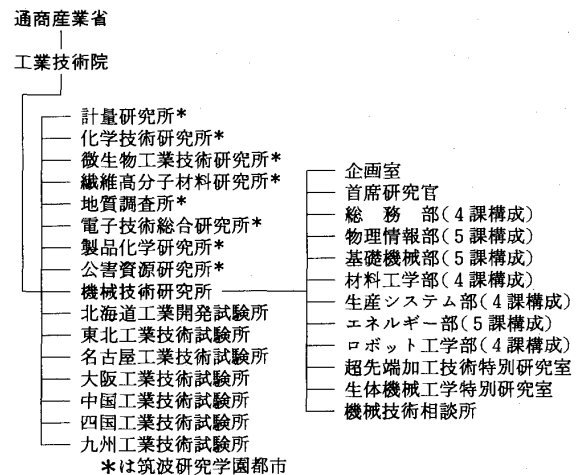 通商産業省
工業技術院
計量研究所*
化学技術研究所*
微生物工業技術研究所*
繊維高分子材料研究所*
地質調査所*
電子技術総合研究所*
製品化学研究所*
公害資源研究所*
機械技術研究所
北海道工業開発試験所
東北工業技術試験所
名古屋工業技術試験所
大阪工業技術試験所
中国工業技術試験所
四国工業技術試験所
九州工業技術試験所
*は筑波研究学園都市
企画室
首席研究官
総 務 部(4課構成)
物理情報部(5課構成)
基礎機械部(5課構成)
材料工学部(4課構成)
生産システム部(4課構成)
エネルギー部(5課構成)
ロボット工学部(4課構成)
超先端加工技術特別研究室
生体機械工学特別研究室
機械技術相談所